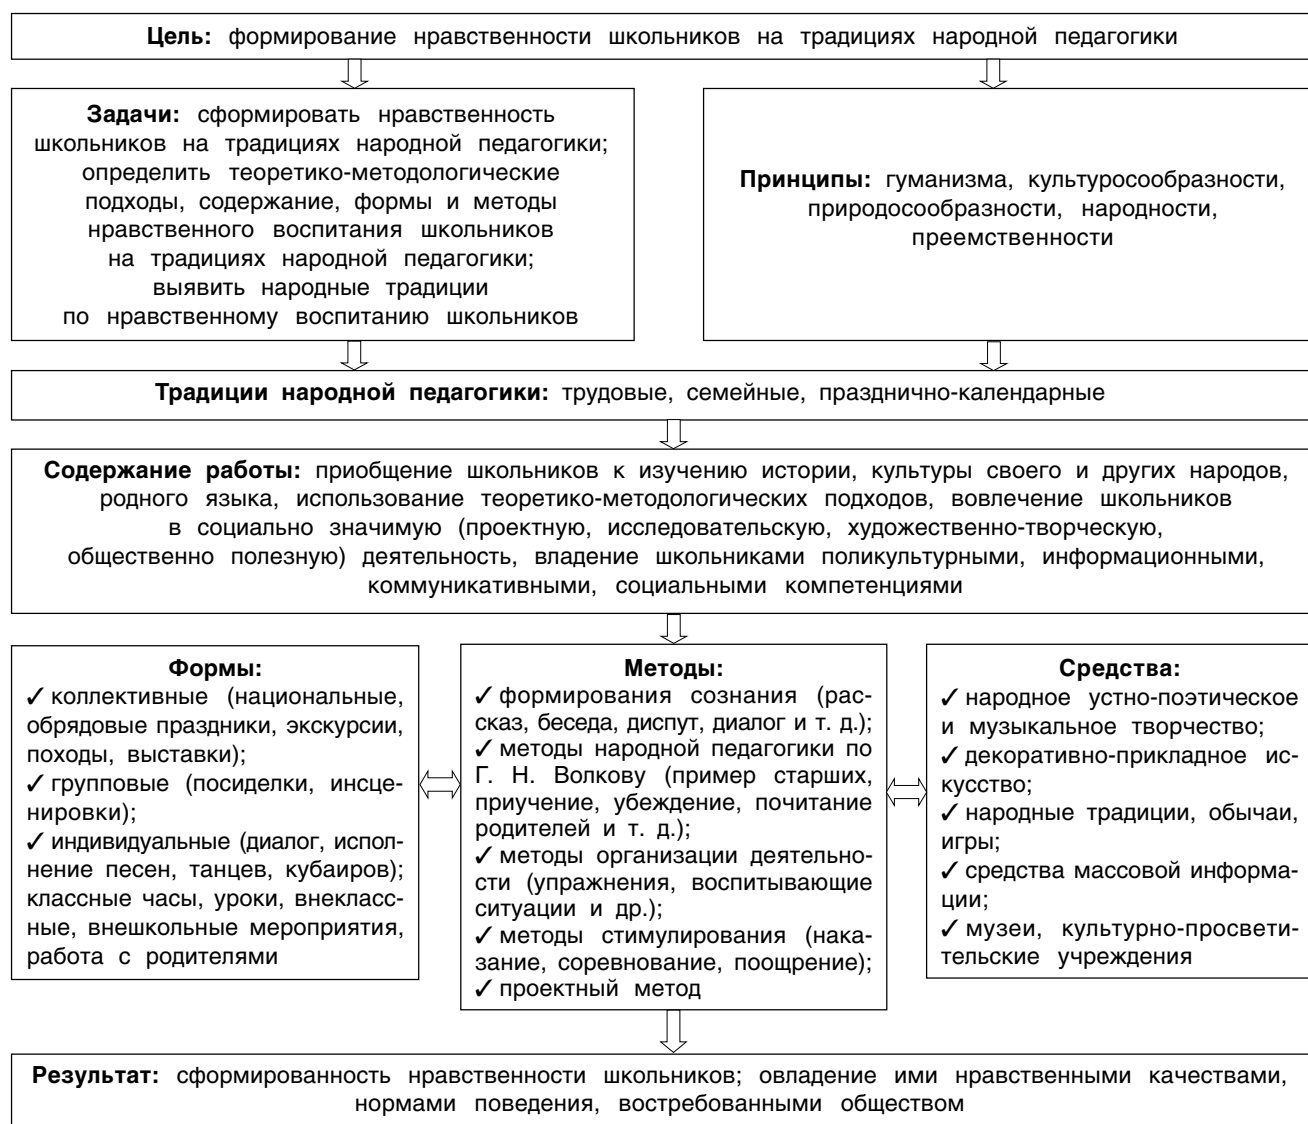 Цель: формирование нравственности школьников на традициях народной педагогики
Задачи: сформировать нравственность
школьников на традициях народной педагогики;
определить теоретико-методологические
подходы, содержание, формы и методы
нравственного воспитания школьников
на традициях народной педагогики;
выявить народные традиции
по нравственному воспитанию школьников
Принципы: гуманизма, культуросообразности,
природосообразности, народности,
преемственности
Традиции народной педагогики: трудовые, семейные, празднично-календарные
Содержание работы: приобщение школьников к изучению истории, культуры своего и других народов,
родного языка, использование теоретико-методологических подходов, вовлечение школьников
в социально значимую (проектную, исследовательскую, художественно-творческую,
общественно полезную) деятельность, владение школьниками поликультурными, информационными,
коммуникативными, социальными компетенциями
Формы:
✓ коллективные (национальные,
обрядовые праздники, экскурсии,
походы, выставки);
✓ групповые (посиделки, инсце-
нировки);
✓ индивидуальные (диалог, испол-
нение песен, танцев, кубаиров);
классные часы, уроки, внекласс-
ные, внешкольные мероприятия,
работа с родителями
Методы:
✓ формирования сознания (рас-
сказ, беседа, диспут, диалог и т. д.);
✓ методы народной педагогики по
Г. Н. Волкову (пример старших,
приучение, убеждение, почитание
родителей и т. д.);
✓ методы организации деятельно-
сти (упражнения, воспитывающие
ситуации и др.);
✓ методы стимулирования (нака-
зание, соревнование, поощрение);
✓ проектный метод
Средства:
✓ народное устно-поэтическое
и музыкальное творчество;
✓ декоративно-прикладное ис-
кусство;
✓ народные традиции, обычаи,
игры;
✓ средства массовой информа-
ции;
✓ музеи, культурно-просвети-
тельские учреждения
Результат: сформированность нравственности школьников; овладение ими нравственными качествами,
нормами поведения, востребованными обществом